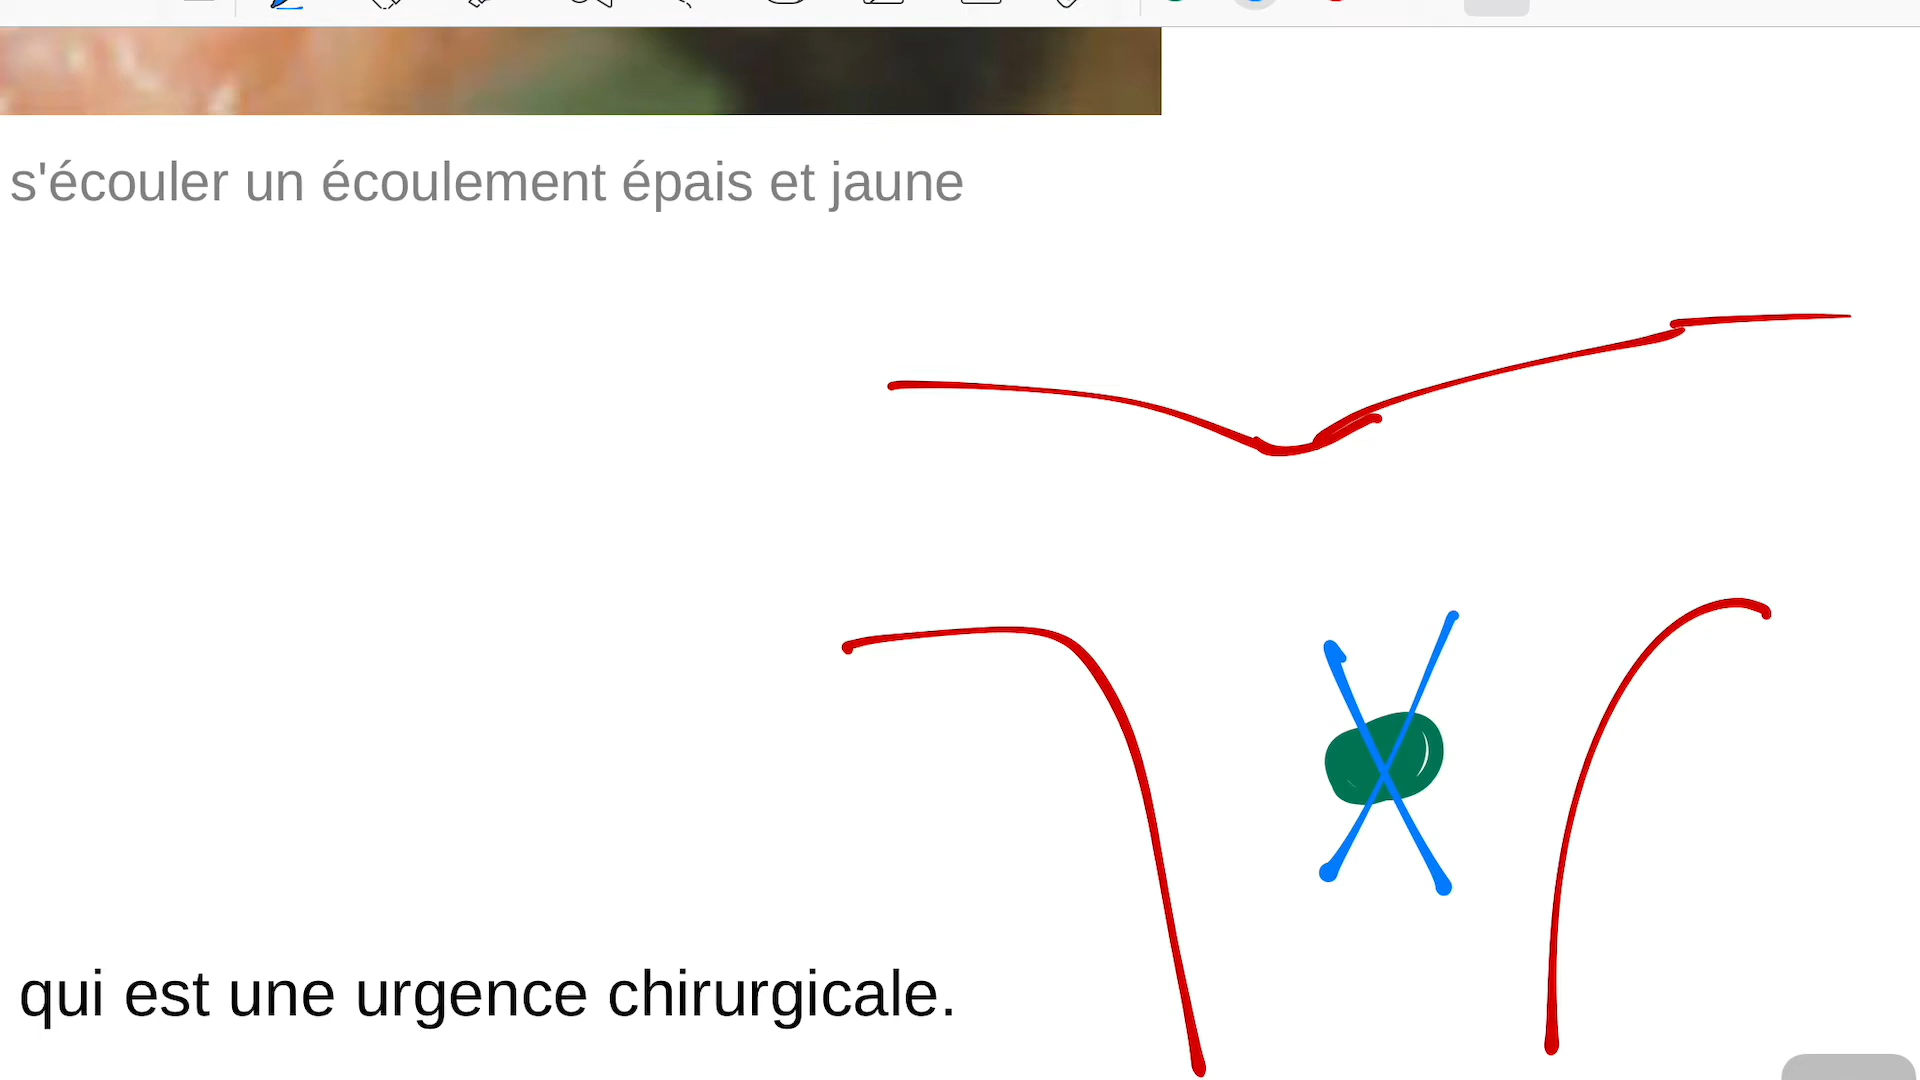 s'écouler un écoulement épais et jaune
qui est une urgence chirurgicale.